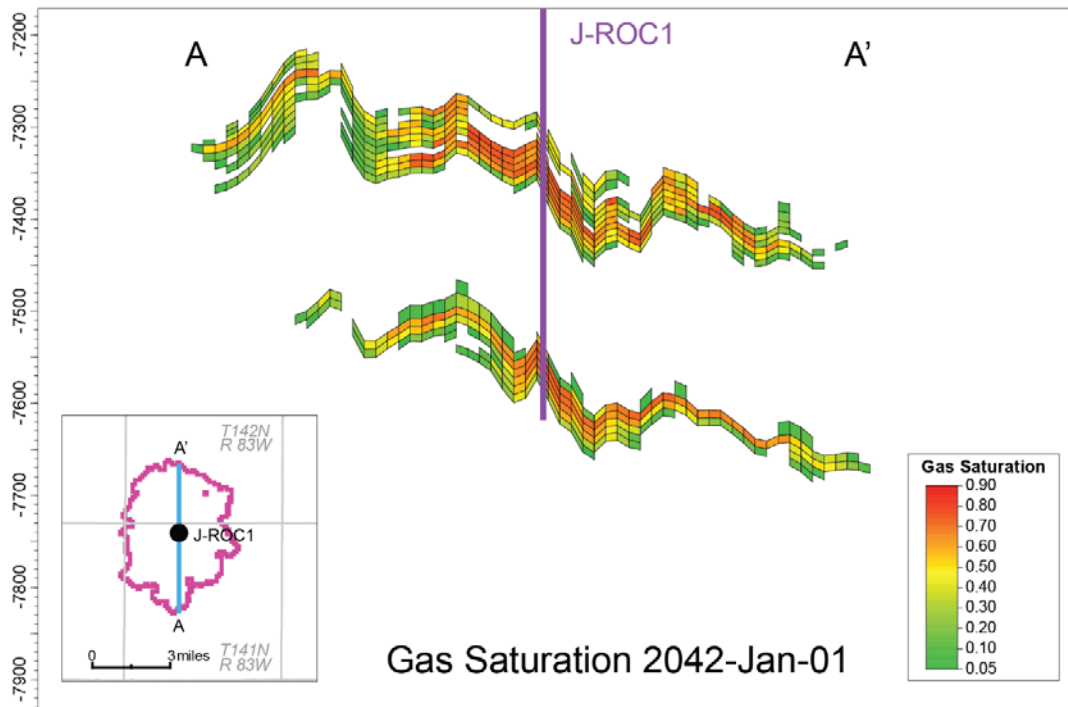 -7200
-7300
-7400
-7500
-7600
-7700
-7800
-7900
A
J-ROC1
A'
T142N
R 83W
A'
J-ROC1
A
0
3miles
T141N
R 83W
Gas Saturation 2042-Jan-01
Gas Saturation
0.90
0.80
0.70
0.60
0.50
0.40
0.30
0.20
0.10
0.05